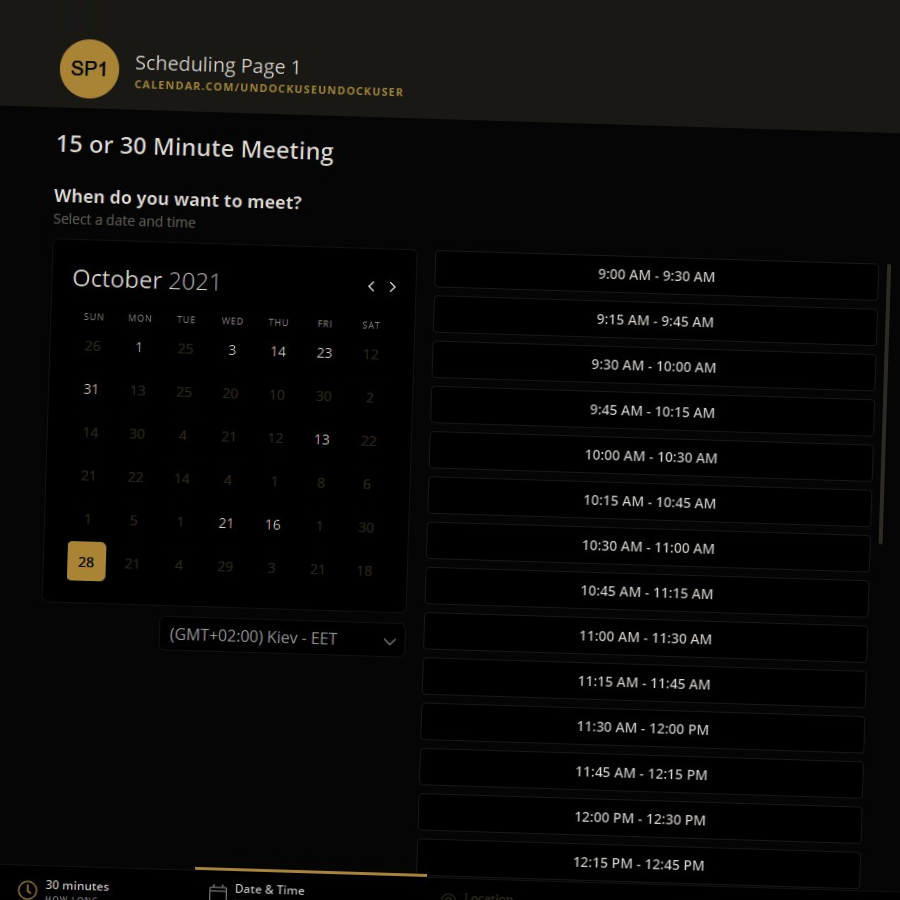 SP1
Scheduling Page 1
CALENDAR.COM/UNDOCKUSEUNDOCKUSER
15 or 30 Minute Meeting
When do you want to meet?
Select a date and time
October 2021
SUN MON TUE WED THU FRI SAT
26 1 25 3 14 23 12
31 13 25 20 10 30 2
14 30 4 21 12 13 22
21 22 14 4 1 8 6
1 5 1 21 16 1 30
28 21 4 29 3 21 18
(GMT+02:00) Kiev - EET
9:00 AM - 9:30 AM
9:15 AM - 9:45 AM
9:30 AM - 10:00 AM
9:45 AM - 10:15 AM
10:00 AM - 10:30 AM
10:15 AM - 10:45 AM
10:30 AM - 11:00 AM
10:45 AM - 11:15 AM
11:00 AM - 11:30 AM
11:15 AM - 11:45 AM
11:30 AM - 12:00 PM
11:45 AM - 12:15 PM
12:00 PM - 12:30 PM
12:15 PM - 12:45 PM
30 minutes
HOW LONG
Date & Time
Location